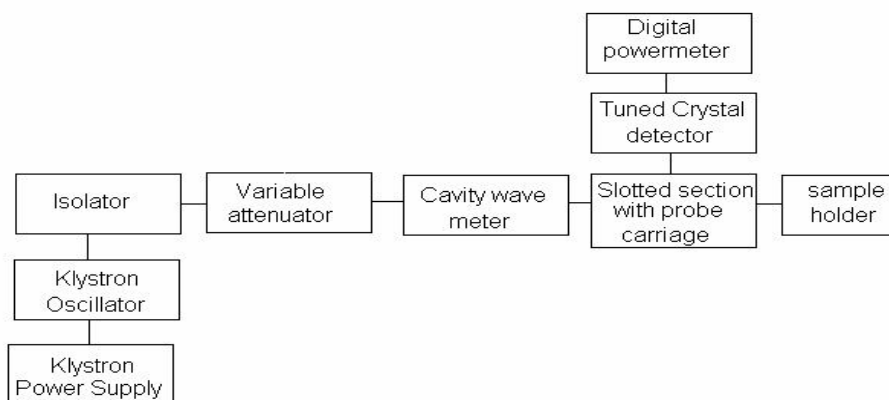 Digital
powermeter
Tuned Crystal
detector
Isolator
Variable
attenuator
Cavity wave
meter
Slotted section
with probe
carriage
sample
holder
Klystron
Oscillator
Klystron
Power Supply